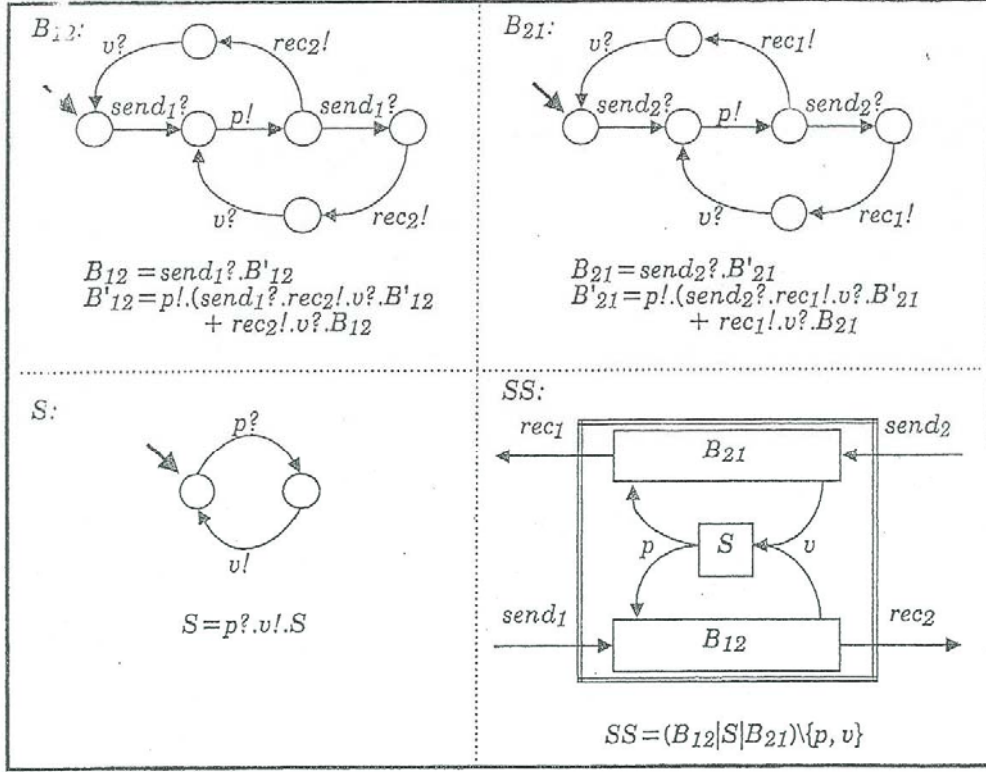 B12:
v?
rec2!
send1?
p!
send1?
v?
rec2!
B12 = send1?.B'12
B'12 = p!.(send1?.rec2!.v?.B'12
+ rec2!.v?.B12
B21:
v?
rec1!
send2?
p!
send2?
v?
rec1!
B21 = send2?.B'21
B'21 = p!.(send2?.rec1!.v?.B'21
+ rec1!.v?.B21
S:
p?
v!
S = p?.v!.S
SS:
rec1
send2
B21
p
S
v
send1
rec2
B12
SS = (B12|S|B21)\{p, v}